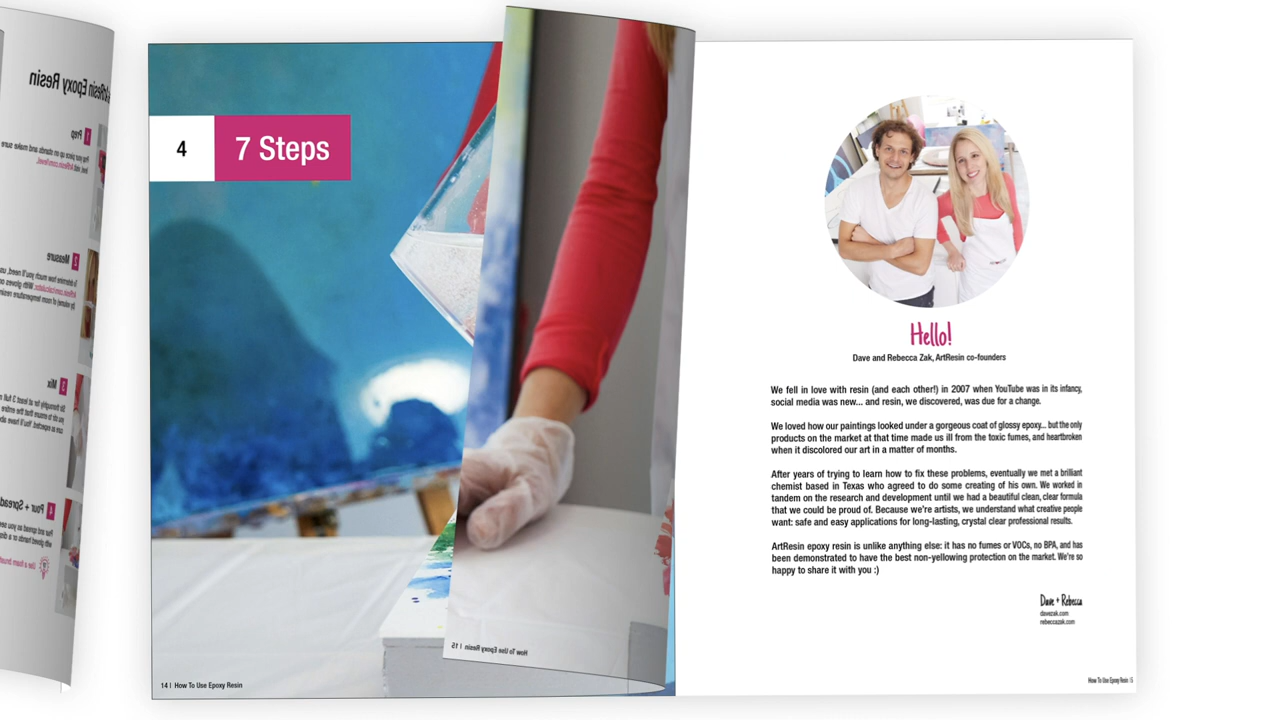 ArtResin Epoxy Resin
1 Prep
2 Measure
3 Mix
4 Pour + Spread
4
7 Steps
14 | How To Use Epoxy Resin
How To Use Epoxy Resin | 15
Hello!
Dave and Rebecca Zak, ArtResin co-founders
We fell in love with resin (and each other!) in 2007 when YouTube was in its infancy,
social media was new... and resin, we discovered, was due for a change.
We loved how our paintings looked under a gorgeous coat of glossy epoxy... but the only
products on the market at that time made us ill from the toxic fumes, and heartbroken
when it discolored our art in a matter of months.
After years of trying to learn how to fix these problems, eventually we met a brilliant
chemist based in Texas who agreed to do some creating of his own. We worked in
tandem on the research and development until we had a beautiful clean, clear formula
that we could be proud of. Because we're artists, we understand what creative people
want: safe and easy applications for long-lasting, crystal clear professional results.
ArtResin epoxy resin is unlike anything else: it has no fumes or VOCs, no BPA, and has
been demonstrated to have the best non-yellowing protection on the market. We're so
happy to share it with you :)
Dave + Rebecca
davezak.com
rebeccazak.com
How To Use Epoxy Resin